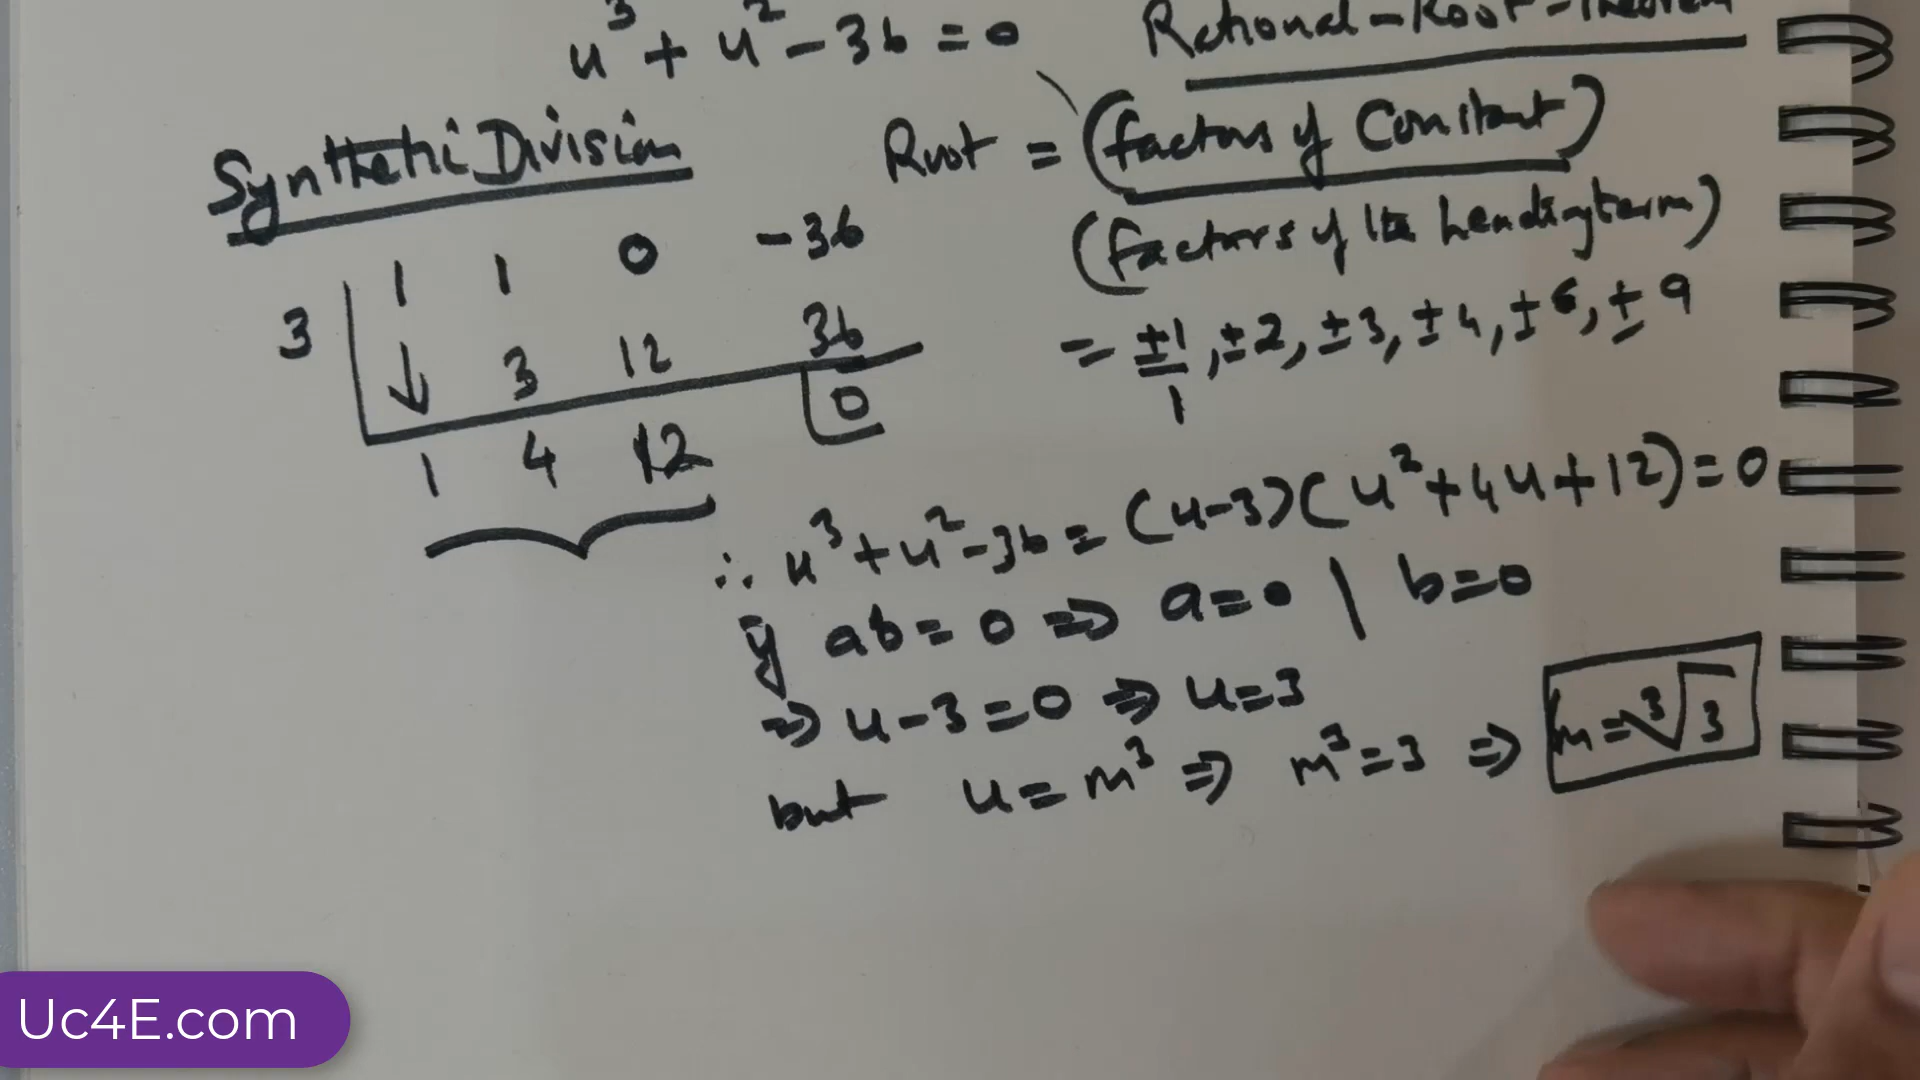 u³ + u² - 36 = 0
Rational-Root-Theorem
Synthetic Division
Root = (factors of Constant)
(factors of the Leading term)
1 1 0 -36
3
3 12 36
1 4 12 0
= ±1/1, ±2, ±3, ±4, ±6, ±9
∴ u³+u²-36 = (u-3)(u²+4u+12)=0
if ab=0 ⇒ a=0 | b=0
⇒ u-3=0 ⇒ u=3
but u=m³ ⇒ m³=3 ⇒ m=∛3
Uc4E.com